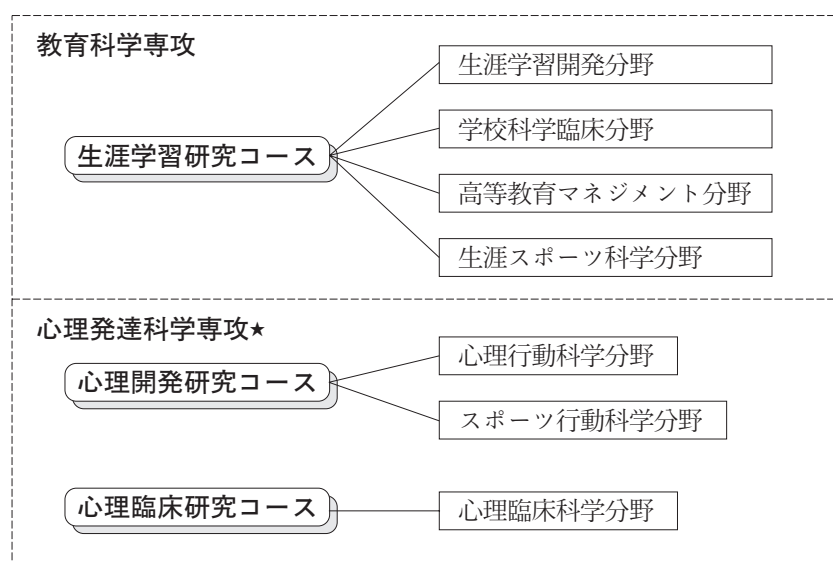 教育科学専攻
生涯学習研究コース
生涯学習開発分野
学校科学臨床分野
高等教育マネジメント分野
生涯スポーツ科学分野
心理発達科学専攻★
心理開発研究コース
心理行動科学分野
スポーツ行動科学分野
心理臨床研究コース
心理臨床科学分野